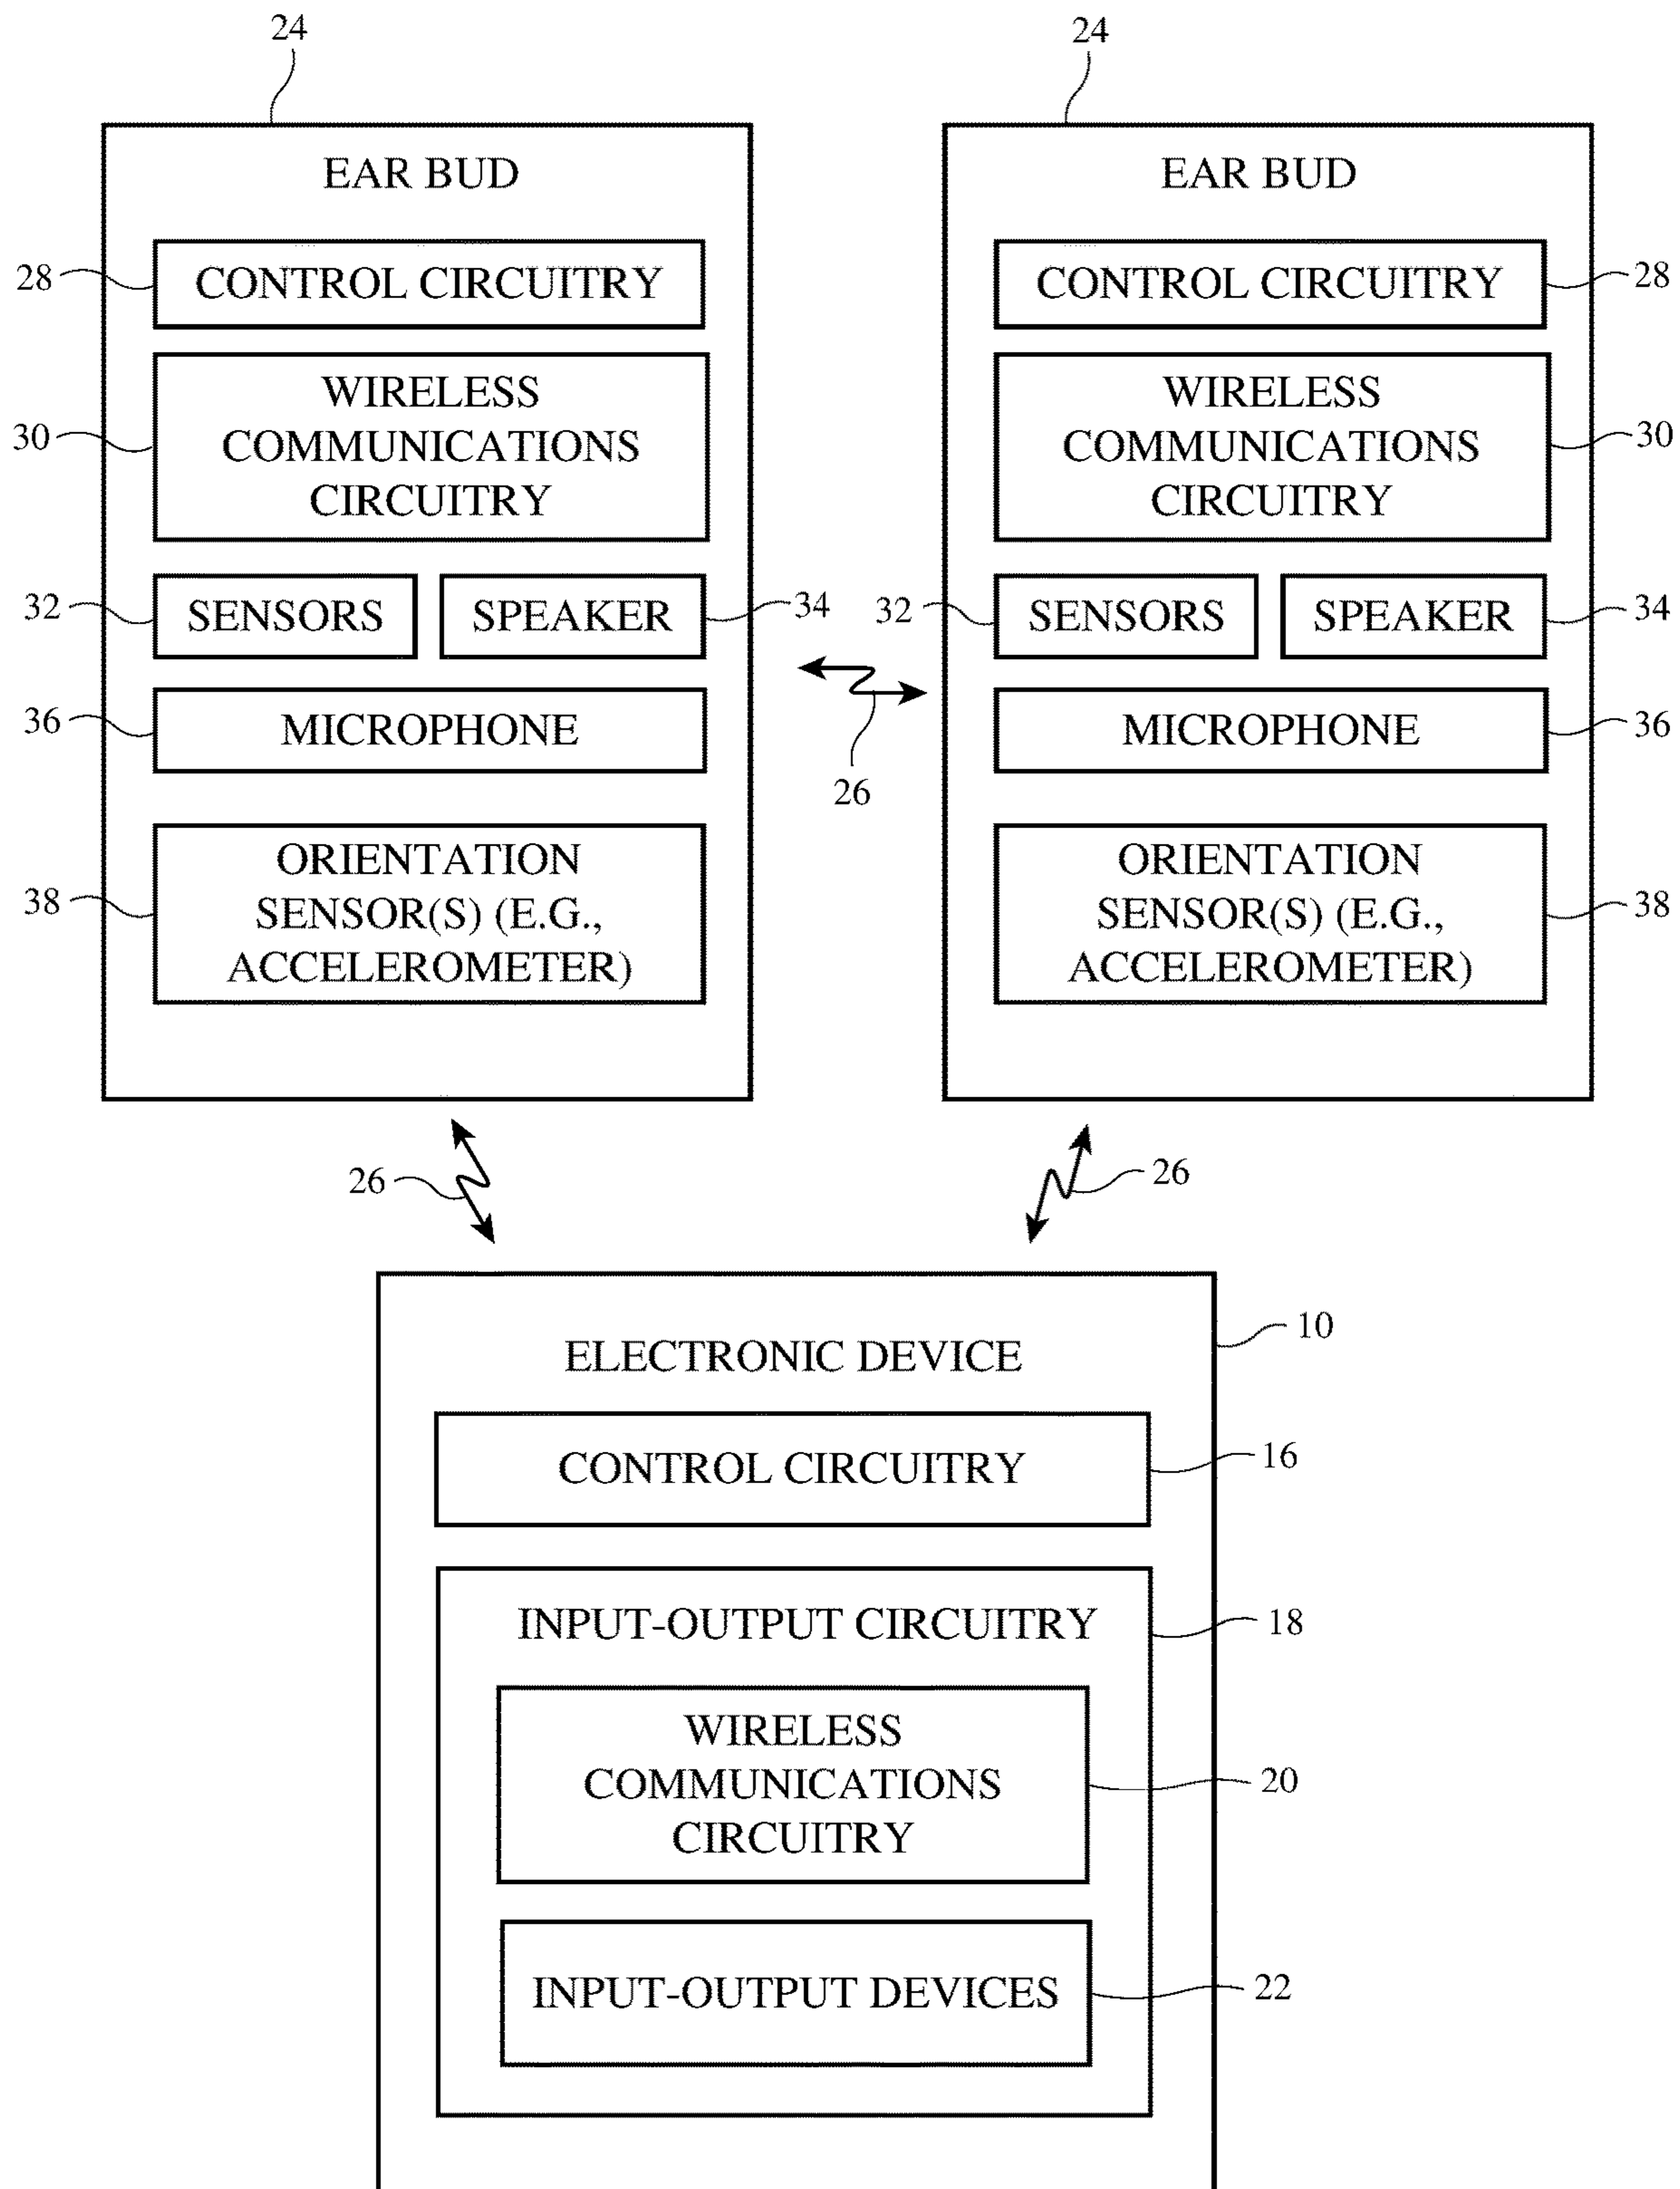 24
24
EAR BUD
EAR BUD
28
CONTROL CIRCUITRY
CONTROL CIRCUITRY
28
30
WIRELESS
COMMUNICATIONS
CIRCUITRY
WIRELESS
COMMUNICATIONS
CIRCUITRY
30
32
SENSORS
SPEAKER
34
32
SENSORS
SPEAKER
34
36
MICROPHONE
26
MICROPHONE
36
38
ORIENTATION
SENSOR(S) (E.G.,
ACCELEROMETER)
ORIENTATION
SENSOR(S) (E.G.,
ACCELEROMETER)
38
26
26
ELECTRONIC DEVICE
10
CONTROL CIRCUITRY
16
INPUT-OUTPUT CIRCUITRY
18
WIRELESS
COMMUNICATIONS
CIRCUITRY
20
INPUT-OUTPUT DEVICES
22